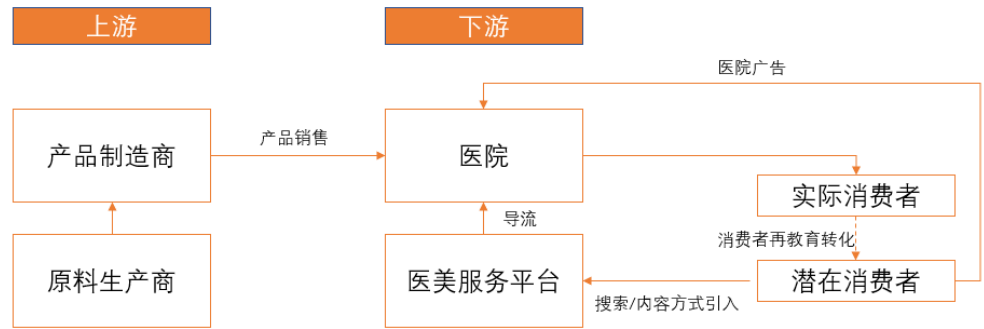 上游
下游
医院广告
产品制造商
产品销售
医院
实际消费者
导流
消费者再教育转化
原料生产商
医美服务平台
潜在消费者
搜索/内容方式引入